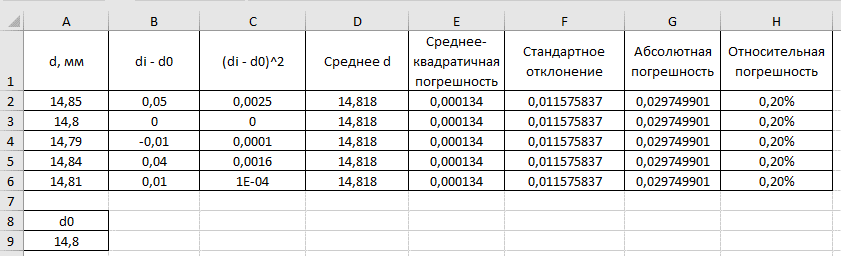 A B C D E F G H
1 d, мм di - d0 (di - d0)^2 Среднее d Среднее-квадратичная погрешность Стандартное отклонение Абсолютная погрешность Относительная погрешность
2 14,85 0,05 0,0025 14,818 0,000134 0,011575837 0,029749901 0,20%
3 14,8 0 0 14,818 0,000134 0,011575837 0,029749901 0,20%
4 14,79 -0,01 0,0001 14,818 0,000134 0,011575837 0,029749901 0,20%
5 14,84 0,04 0,0016 14,818 0,000134 0,011575837 0,029749901 0,20%
6 14,81 0,01 1E-04 14,818 0,000134 0,011575837 0,029749901 0,20%
7
8 d0
9 14,8